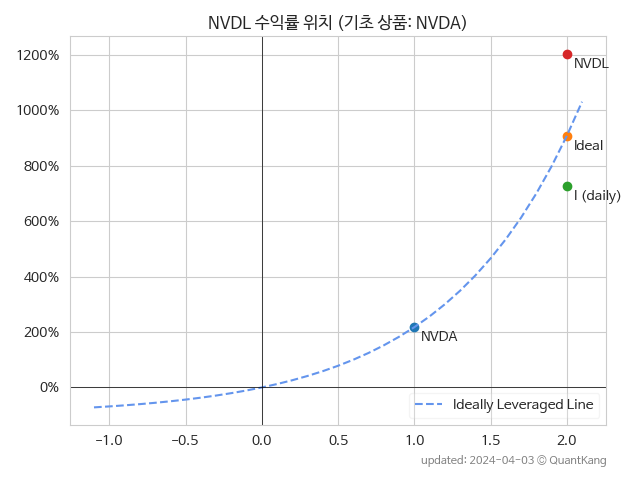 NVDL 수익률 위치 (기초 상품: NVDA)
1200%
1000%
800%
600%
400%
200%
0%
NVDL
Ideal
I (daily)
NVDA
Ideally Leveraged Line
-1.0
-0.5
0.0
0.5
1.0
1.5
2.0
updated: 2024-04-03 © QuantKang